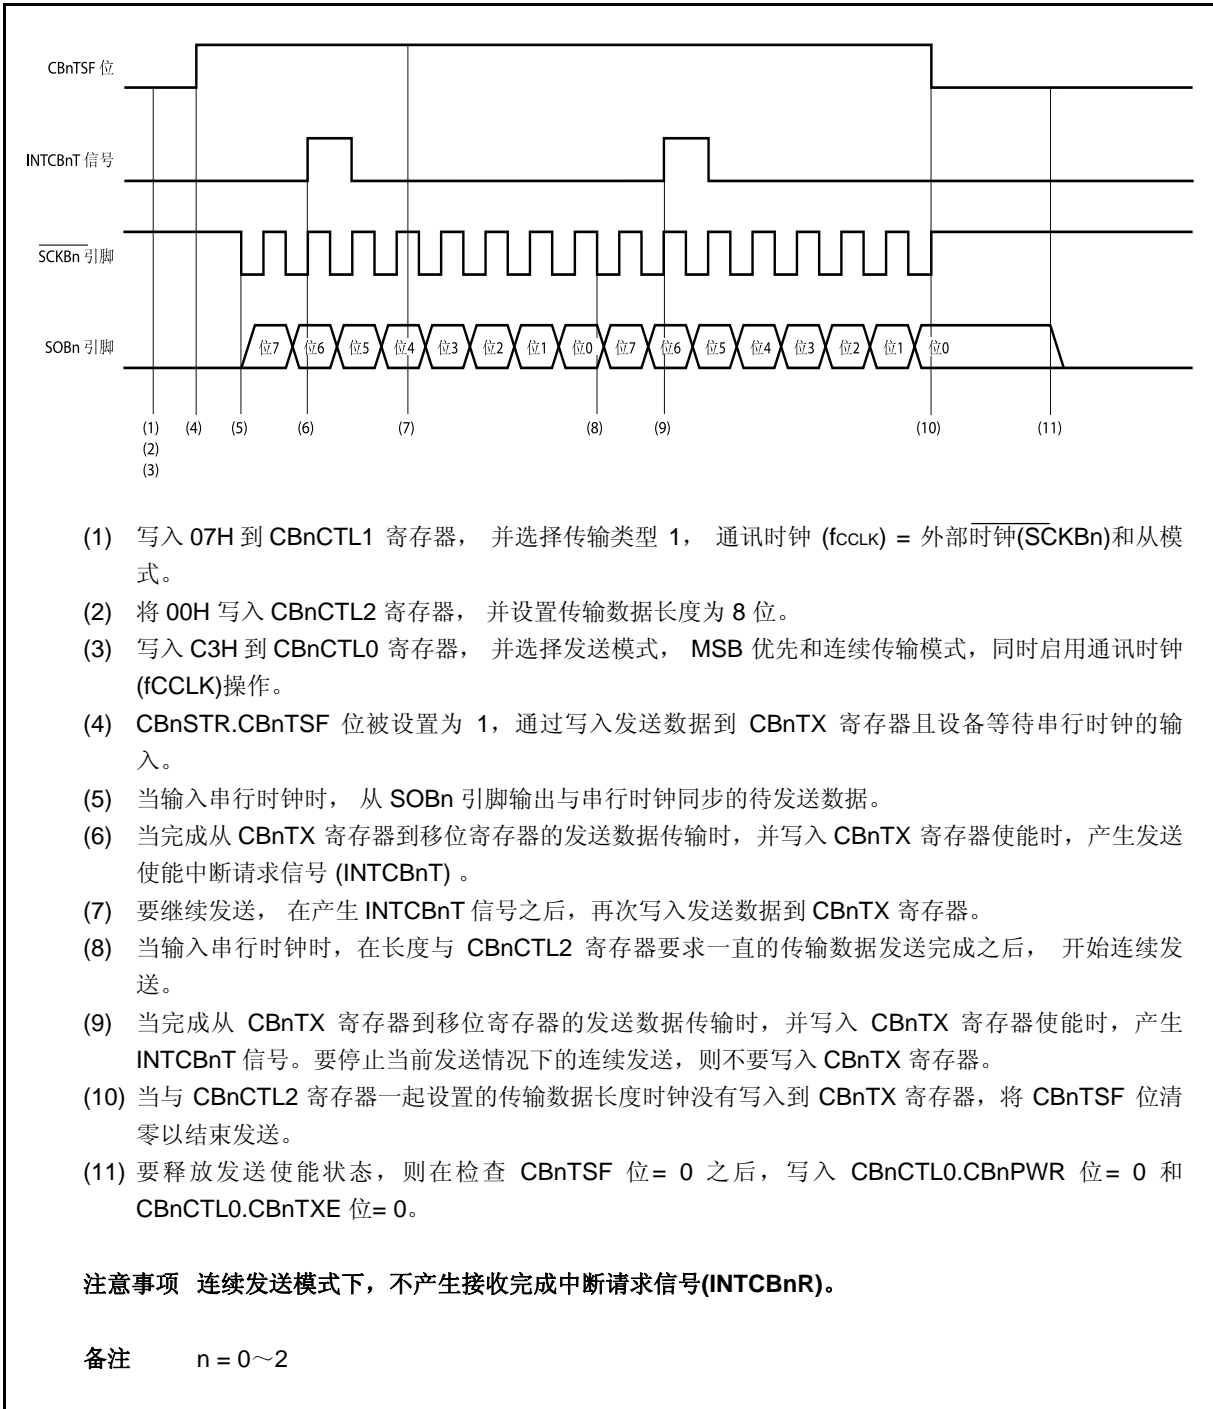 CBnTSF 位
INTCBnT 信号
SCKBn 引脚
SOBn 引脚
位7 位6 位5 位4 位3 位2 位1 位0 位7 位6 位5 位4 位3 位2 位1 位0
(1) (4) (5) (6) (7) (8) (9) (10) (11)
(2)
(3)
(1) 写入 07H 到 CBnCTL1 寄存器， 并选择传输类型 1， 通讯时钟 (fCCLK) = 外部时钟(SCKBn)和从模
式。
(2) 将 00H 写入 CBnCTL2 寄存器， 并设置传输数据长度为 8 位。
(3) 写入 C3H 到 CBnCTL0 寄存器， 并选择发送模式， MSB 优先和连续传输模式，同时启用通讯时钟
(fCCLK)操作。
(4) CBnSTR.CBnTSF 位被设置为 1，通过写入发送数据到 CBnTX 寄存器且设备等待串行时钟的输
入。
(5) 当输入串行时钟时， 从 SOBn 引脚输出与串行时钟同步的待发送数据。
(6) 当完成从 CBnTX 寄存器到移位寄存器的发送数据传输时，并写入 CBnTX 寄存器使能时，产生发送
使能中断请求信号 (INTCBnT) 。
(7) 要继续发送， 在产生 INTCBnT 信号之后，再次写入发送数据到 CBnTX 寄存器。
(8) 当输入串行时钟时，在长度与 CBnCTL2 寄存器要求一直的传输数据发送完成之后， 开始连续发
送。
(9) 当完成从 CBnTX 寄存器到移位寄存器的发送数据传输时，并写入 CBnTX 寄存器使能时，产生
INTCBnT 信号。要停止当前发送情况下的连续发送，则不要写入 CBnTX 寄存器。
(10) 当与 CBnCTL2 寄存器一起设置的传输数据长度时钟没有写入到 CBnTX 寄存器，将 CBnTSF 位清
零以结束发送。
(11) 要释放发送使能状态，则在检查 CBnTSF 位= 0 之后，写入 CBnCTL0.CBnPWR 位= 0 和
CBnCTL0.CBnTXE 位= 0。
注意事项 连续发送模式下，不产生接收完成中断请求信号(INTCBnR)。
备注 n = 0～2